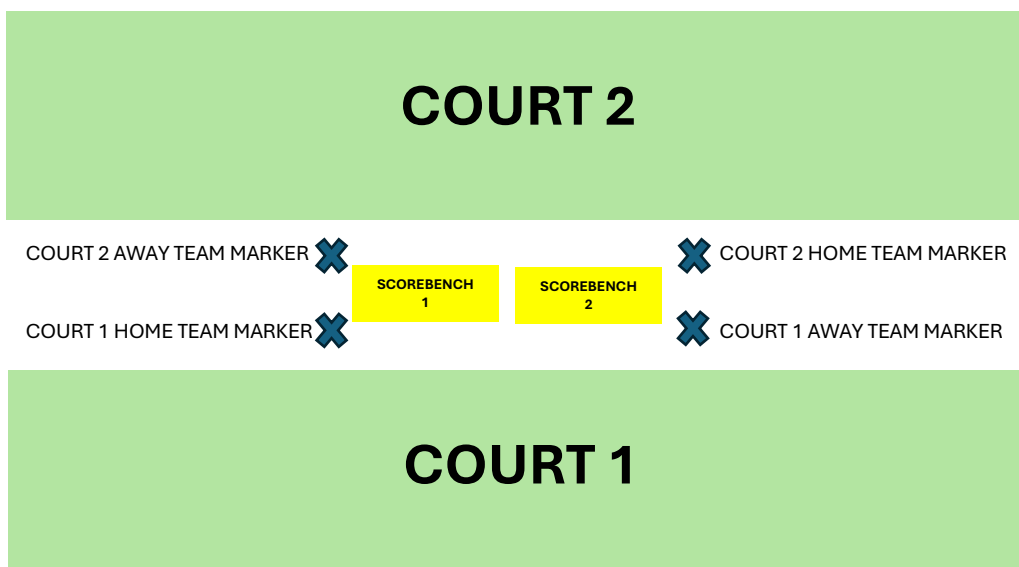 COURT 2
COURT 2 AWAY TEAM MARKER
COURT 2 HOME TEAM MARKER
SCOREBENCH
1
SCOREBENCH
2
COURT 1 HOME TEAM MARKER
COURT 1 AWAY TEAM MARKER
COURT 1